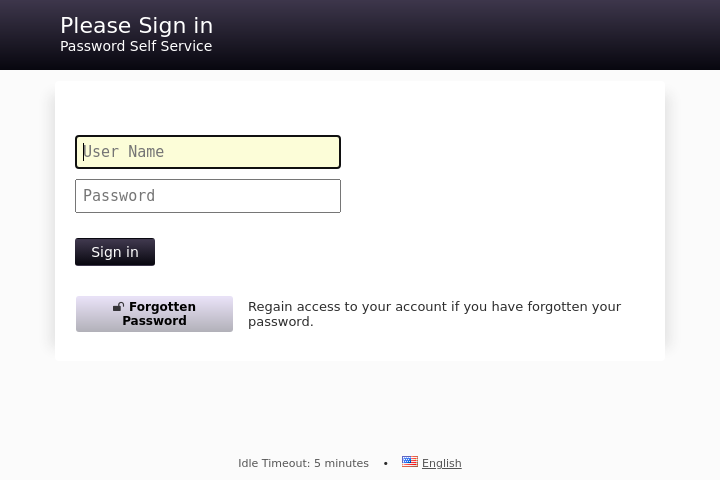 Please Sign in
Password Self Service
User Name
Password
Sign in
Forgotten
Password
Regain access to your account if you have forgotten your
password.
Idle Timeout: 5 minutes • English